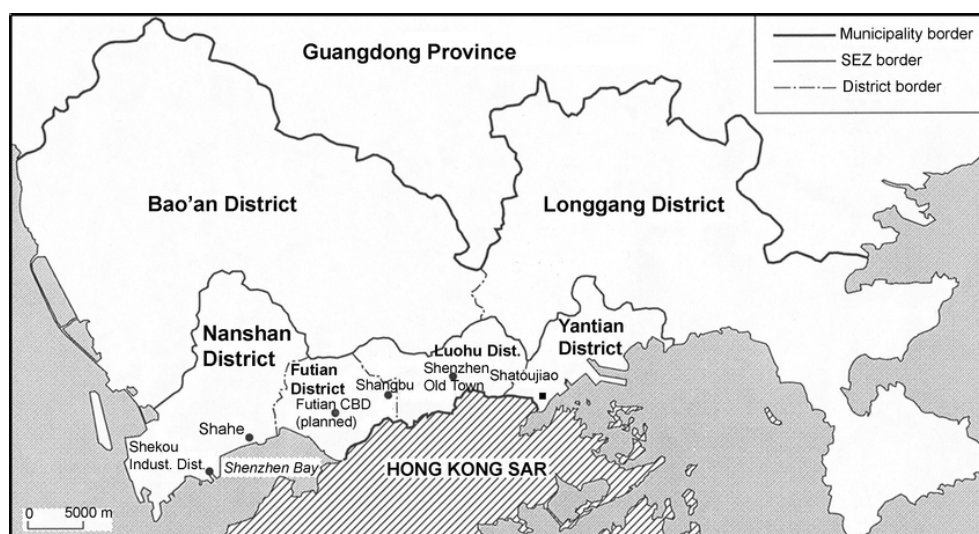 Guangdong Province
Municipality border
SEZ border
District border
Bao'an District
Longgang District
Nanshan
District
Yantian
District
Luohu Dist.
Shenzhen
Old Town
Shatoujiao
Futian
District
Shangbu
Futian CBD
(planned)
Shahe
Shekou
Indust. Dist.
Shenzhen Bay
HONG KONG SAR
0 5000 m